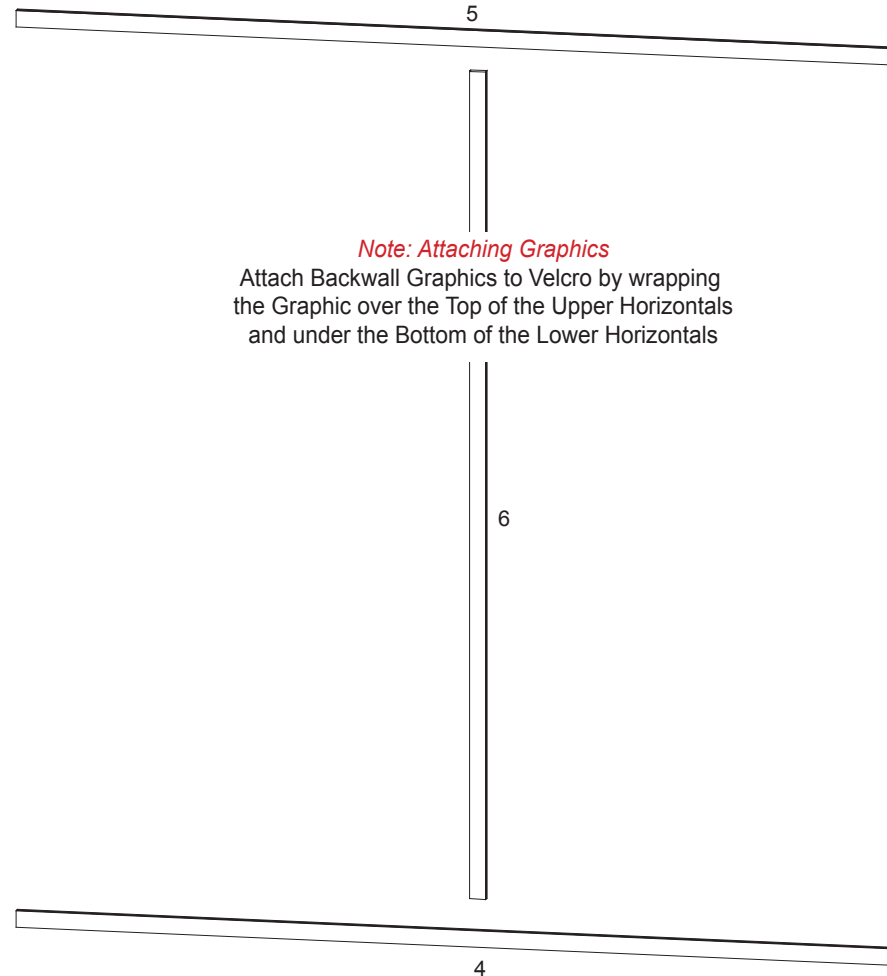 5
Note: Attaching Graphics
Attach Backwall Graphics to Velcro by wrapping
the Graphic over the Top of the Upper Horizontals
and under the Bottom of the Lower Horizontals
6
4